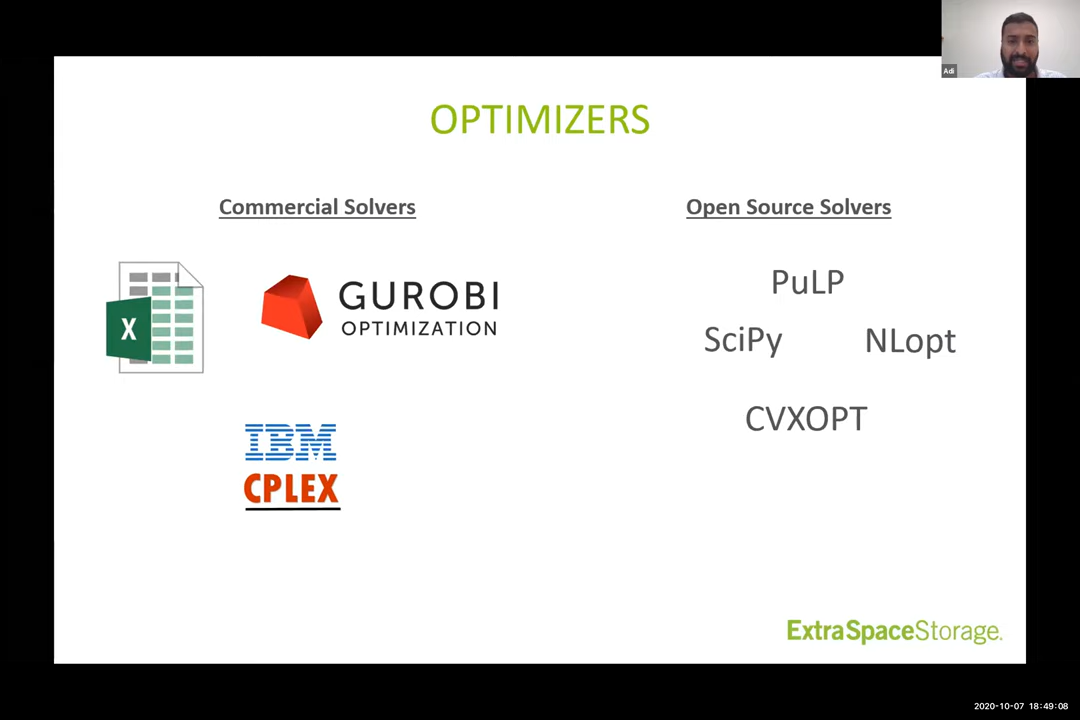 Adi
OPTIMIZERS
Commercial Solvers
Open Source Solvers
X
GUROBI
OPTIMIZATION
IBM
CPLEX
PuLP
SciPy NLopt
CVXOPT
ExtraSpaceStorage.
2020-10-07 18:49:08